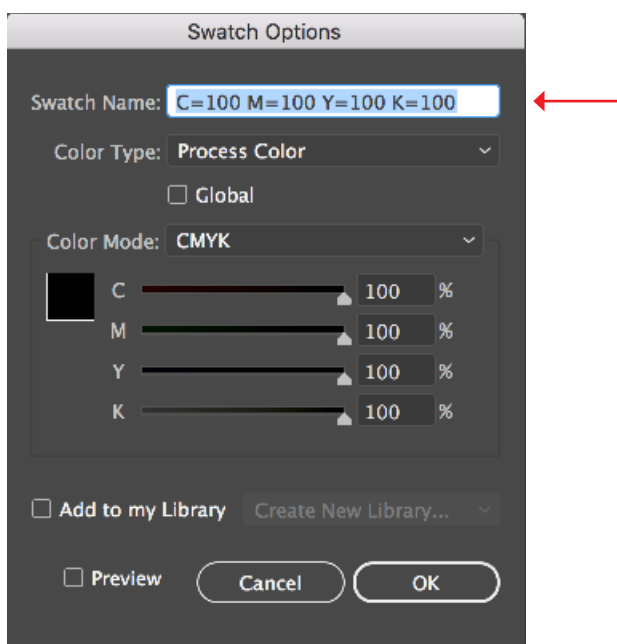 Swatch Options
Swatch Name: C=100 M=100 Y=100 K=100
Color Type: Process Color
Global
Color Mode: CMYK
C 100 %
M 100 %
Y 100 %
K 100 %
Add to my Library Create New Library...
Preview Cancel OK